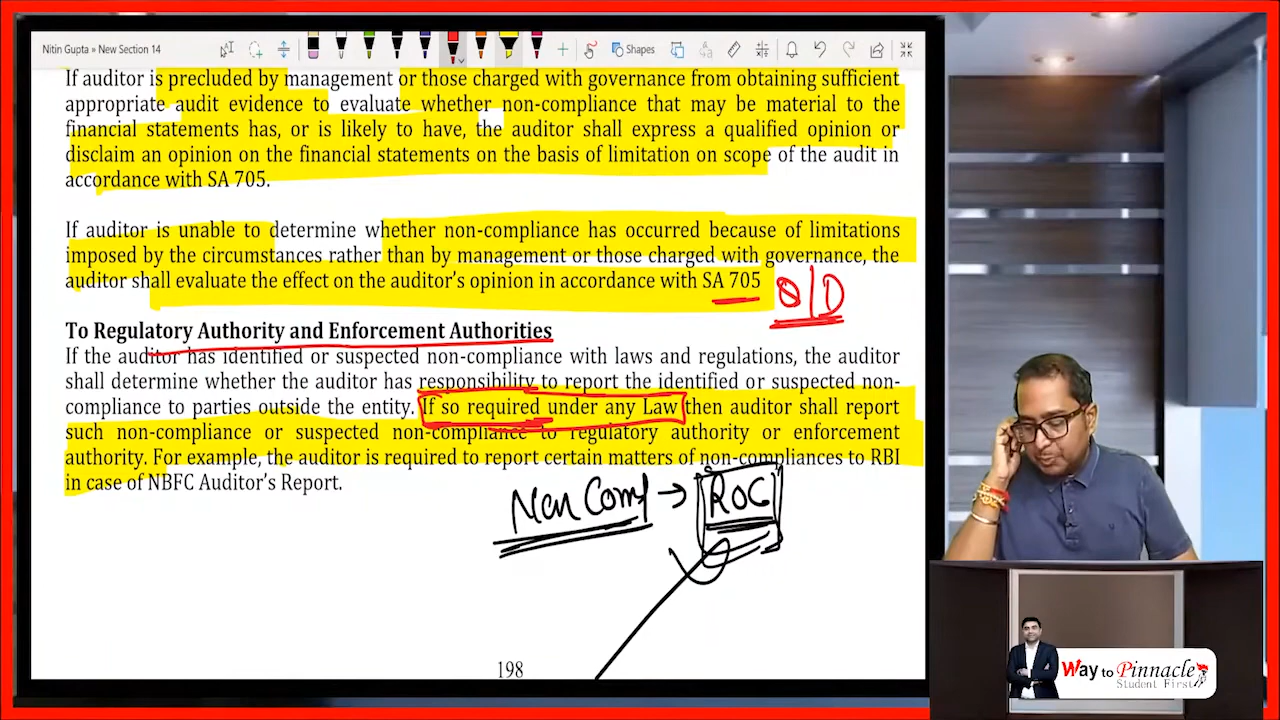 Nitin Gupta » New Section 14
Shapes
If auditor is precluded by management or those charged with governance from obtaining sufficient
appropriate audit evidence to evaluate whether non-compliance that may be material to the
financial statements has, or is likely to have, the auditor shall express a qualified opinion or
disclaim an opinion on the financial statements on the basis of limitation on scope of the audit in
accordance with SA 705.
If auditor is unable to determine whether non-compliance has occurred because of limitations
imposed by the circumstances rather than by management or those charged with governance, the
auditor shall evaluate the effect on the auditor's opinion in accordance with SA 705
Q/D
To Regulatory Authority and Enforcement Authorities
If the auditor has identified or suspected non-compliance with laws and regulations, the auditor
shall determine whether the auditor has responsibility to report the identified or suspected non-
compliance to parties outside the entity. If so required under any Law then auditor shall report
such non-compliance or suspected non-compliance to regulatory authority or enforcement
authority. For example, the auditor is required to report certain matters of non-compliances to RBI
in case of NBFC Auditor's Report.
Non Comp → ROC
198
Way to Pinnacle
Student First